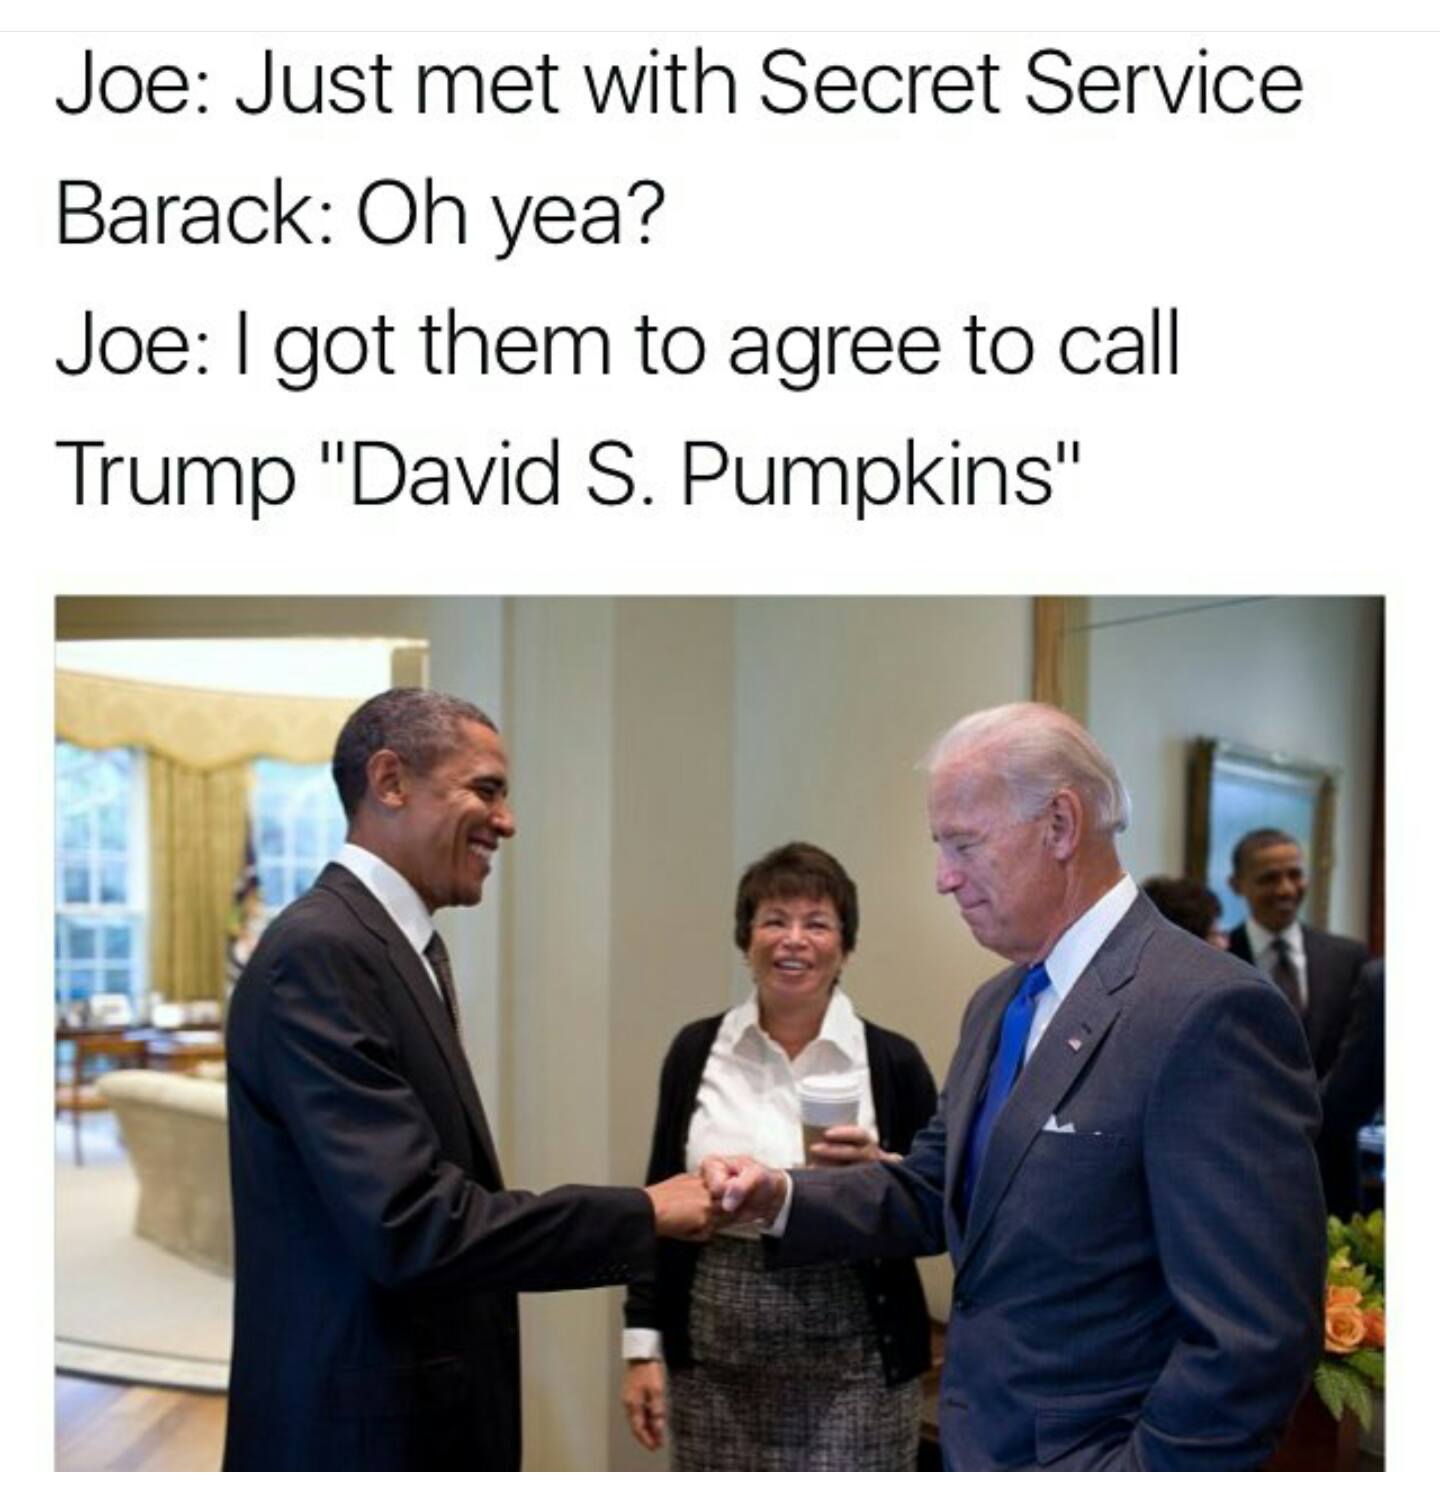 Joe: Just met with Secret Service
Barack: Oh yea?
Joe: I got them to agree to call
Trump "David S. Pumpkins"